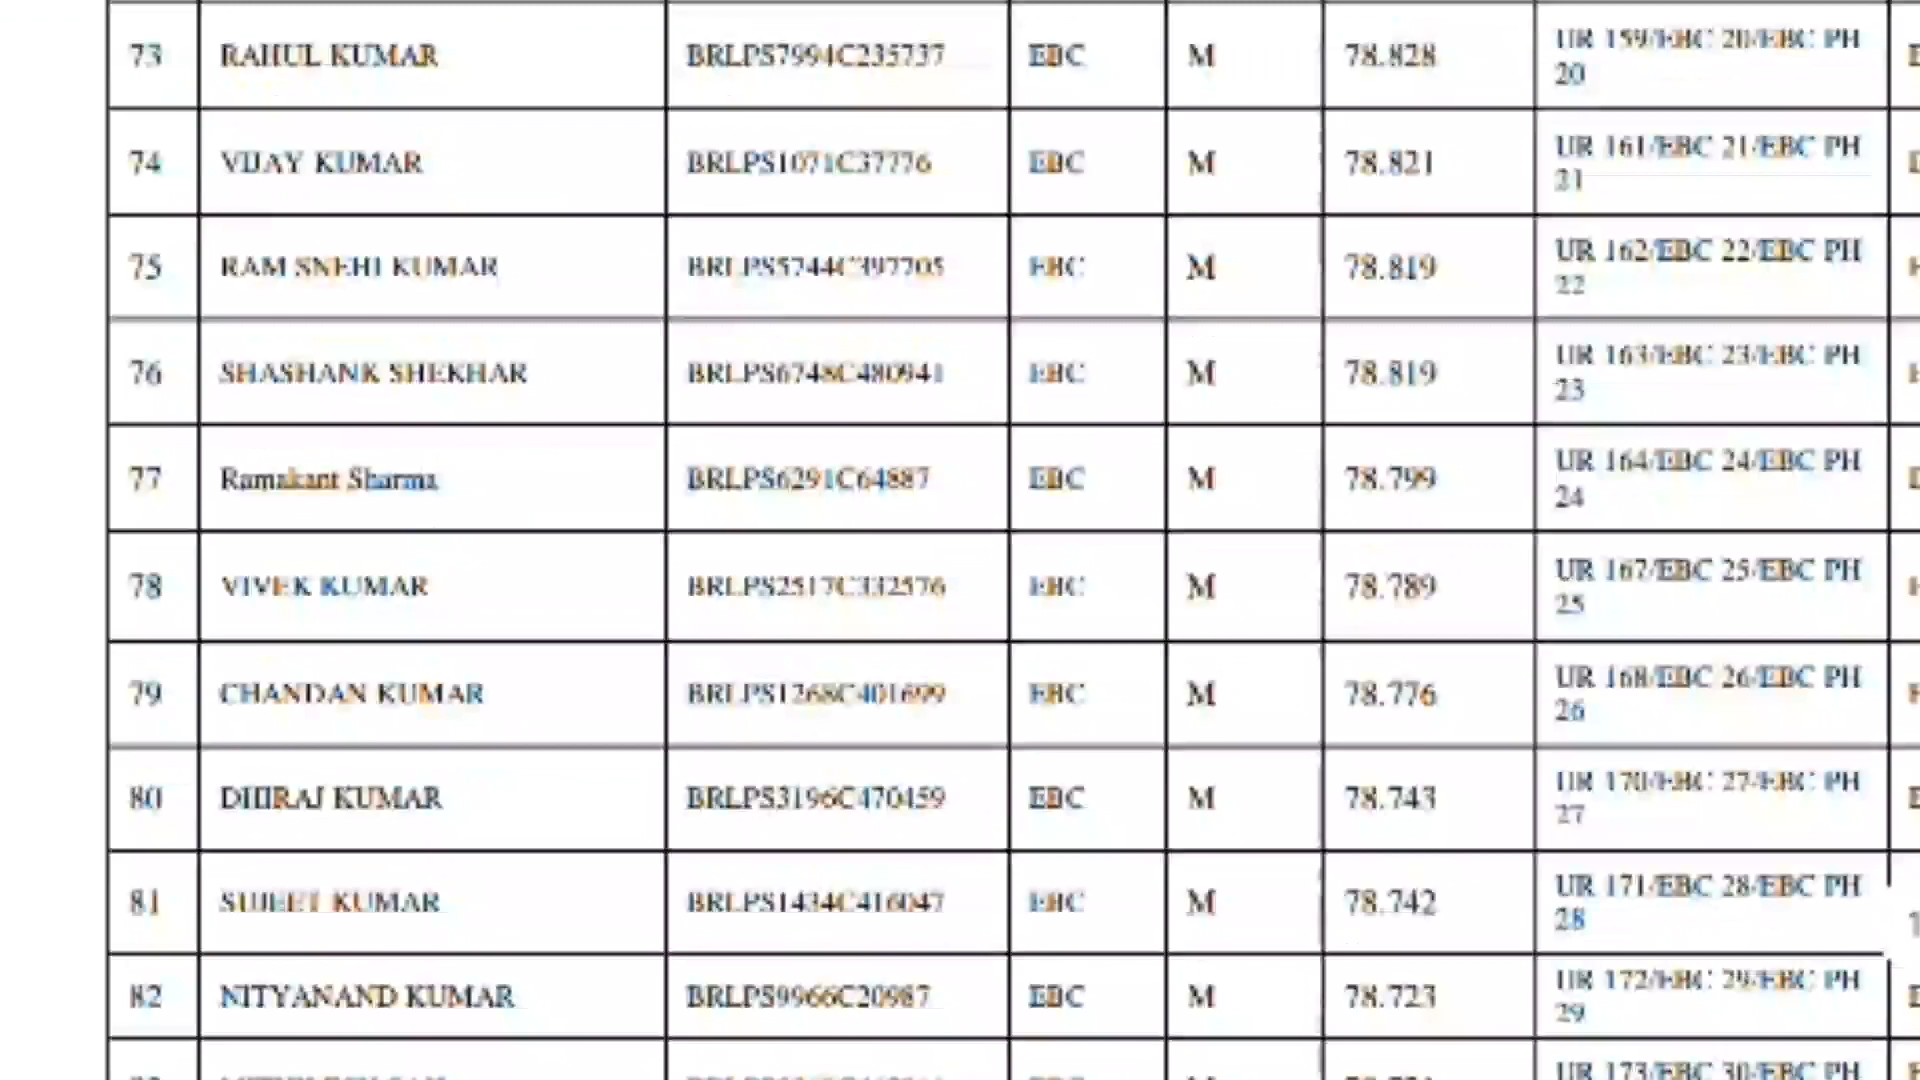 73 RAHUL KUMAR BRLPS7994C235737 EBC M 78.828 UR 159/EBC 20/EBC PH
20
74 VIJAY KUMAR BRLPS1071C37776 EBC M 78.821 UR 161/EBC 21/EBC PH
21
75 RAM SNEHI KUMAR BRLPS5744C397705 EBC M 78.819 UR 162/EBC 22/EBC PH
22
76 SHASHANK SHEKHAR BRLPS6748C480941 EBC M 78.819 UR 163/EBC 23/EBC PH
23
77 Ramakant Sharma BRLPS6291C64887 EBC M 78.799 UR 164/EBC 24/EBC PH
24
78 VIVEK KUMAR BRLPS2517C332576 EBC M 78.789 UR 167/EBC 25/EBC PH
25
79 CHANDAN KUMAR BRLPS1268C401699 EBC M 78.776 UR 168/EBC 26/EBC PH
26
80 DHIRAJ KUMAR BRLPS3196C470459 EBC M 78.743 UR 170/EBC 27/EBC PH
27
81 SUJEET KUMAR BRLPS1434C416047 EBC M 78.742 UR 171/EBC 28/EBC PH
28
82 NITYANAND KUMAR BRLPS9966C20987 EBC M 78.723 UR 172/EBC 29/EBC PH
29
UR 173/EBC 30/EBC PH